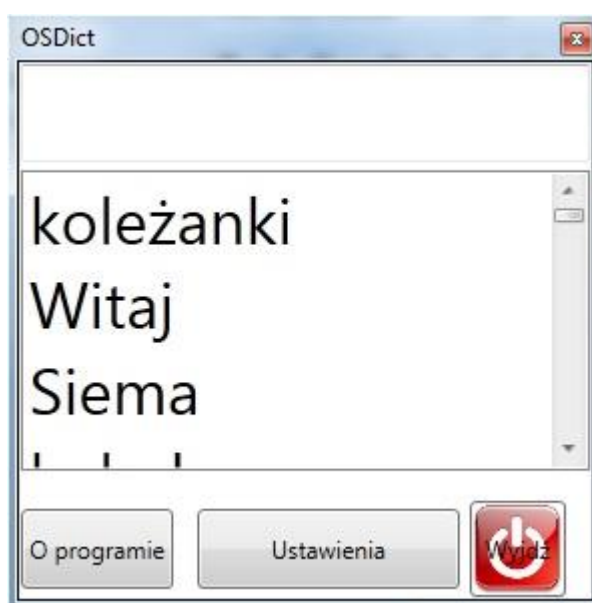 OSDict
koleżanki
Witaj
Siema
O programie
Ustawienia
Wyjdź